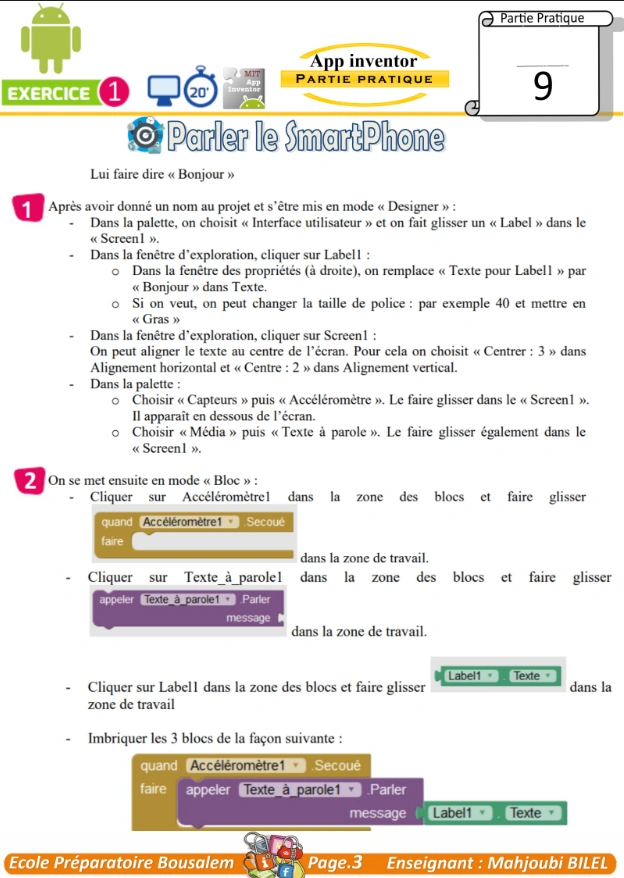 Partie Pratique
9
App inventor
PARTIE PRATIQUE
EXERCICE 1
20'
MIT
App
Inventor
Parler le SmartPhone
Lui faire dire « Bonjour »
1 Après avoir donné un nom au projet et s’être mis en mode « Designer » :
- Dans la palette, on choisit « Interface utilisateur » et on fait glisser un « Label » dans le
« Screen1 ».
- Dans la fenêtre d’exploration, cliquer sur Label1 :
o Dans la fenêtre des propriétés (à droite), on remplace « Texte pour Label1 » par
« Bonjour » dans Texte.
o Si on veut, on peut changer la taille de police : par exemple 40 et mettre en
« Gras »
- Dans la fenêtre d’exploration, cliquer sur Screen1 :
On peut aligner le texte au centre de l’écran. Pour cela on choisit « Centrer : 3 » dans
Alignement horizontal et « Centre : 2 » dans Alignement vertical.
- Dans la palette :
o Choisir « Capteurs » puis « Accéléromètre ». Le faire glisser dans le « Screen1 ».
Il apparaît en dessous de l’écran.
o Choisir « Média » puis « Texte à parole ». Le faire glisser également dans le
« Screen1 ».
2 On se met ensuite en mode « Bloc » :
- Cliquer sur Accéléromètre1 dans la zone des blocs et faire glisser
quand Accéléromètre1 .Secoué
faire
dans la zone de travail.
- Cliquer sur Texte_à_parole1 dans la zone des blocs et faire glisser
appeler Texte_à_parole1 .Parler
message
dans la zone de travail.
- Cliquer sur Label1 dans la zone des blocs et faire glisser Label1 . Texte dans la
zone de travail
- Imbriquer les 3 blocs de la façon suivante :
quand Accéléromètre1 .Secoué
faire appeler Texte_à_parole1 .Parler
message Label1 . Texte
Ecole Préparatoire Bousalem Page.3 Enseignant : Mahjoubi BILEL